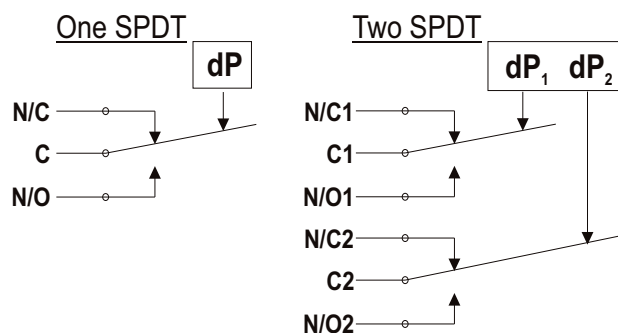 One SPDT
dP
N/C
C
N/O
Two SPDT
dP₁ dP₂
N/C1
C1
N/O1
N/C2
C2
N/O2